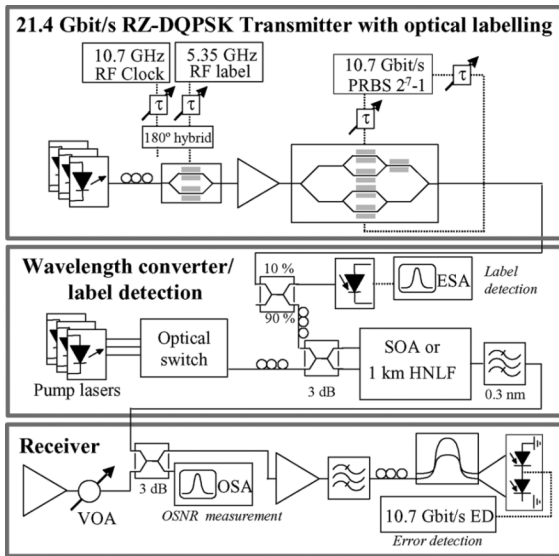 21.4 Gbit/s RZ-DQPSK Transmitter with optical labelling
10.7 GHz
RF Clock
5.35 GHz
RF label
10.7 Gbit/s
PRBS 2⁷-1
τ
τ
τ
τ
180º hybrid
Wavelength converter/
label detection
10 %
90 %
ESA
Label
detection
Optical
switch
Pump lasers
3 dB
SOA or
1 km HNLF
0.3 nm
Receiver
VOA
3 dB
OSA
OSNR measurement
10.7 Gbit/s ED
Error detection